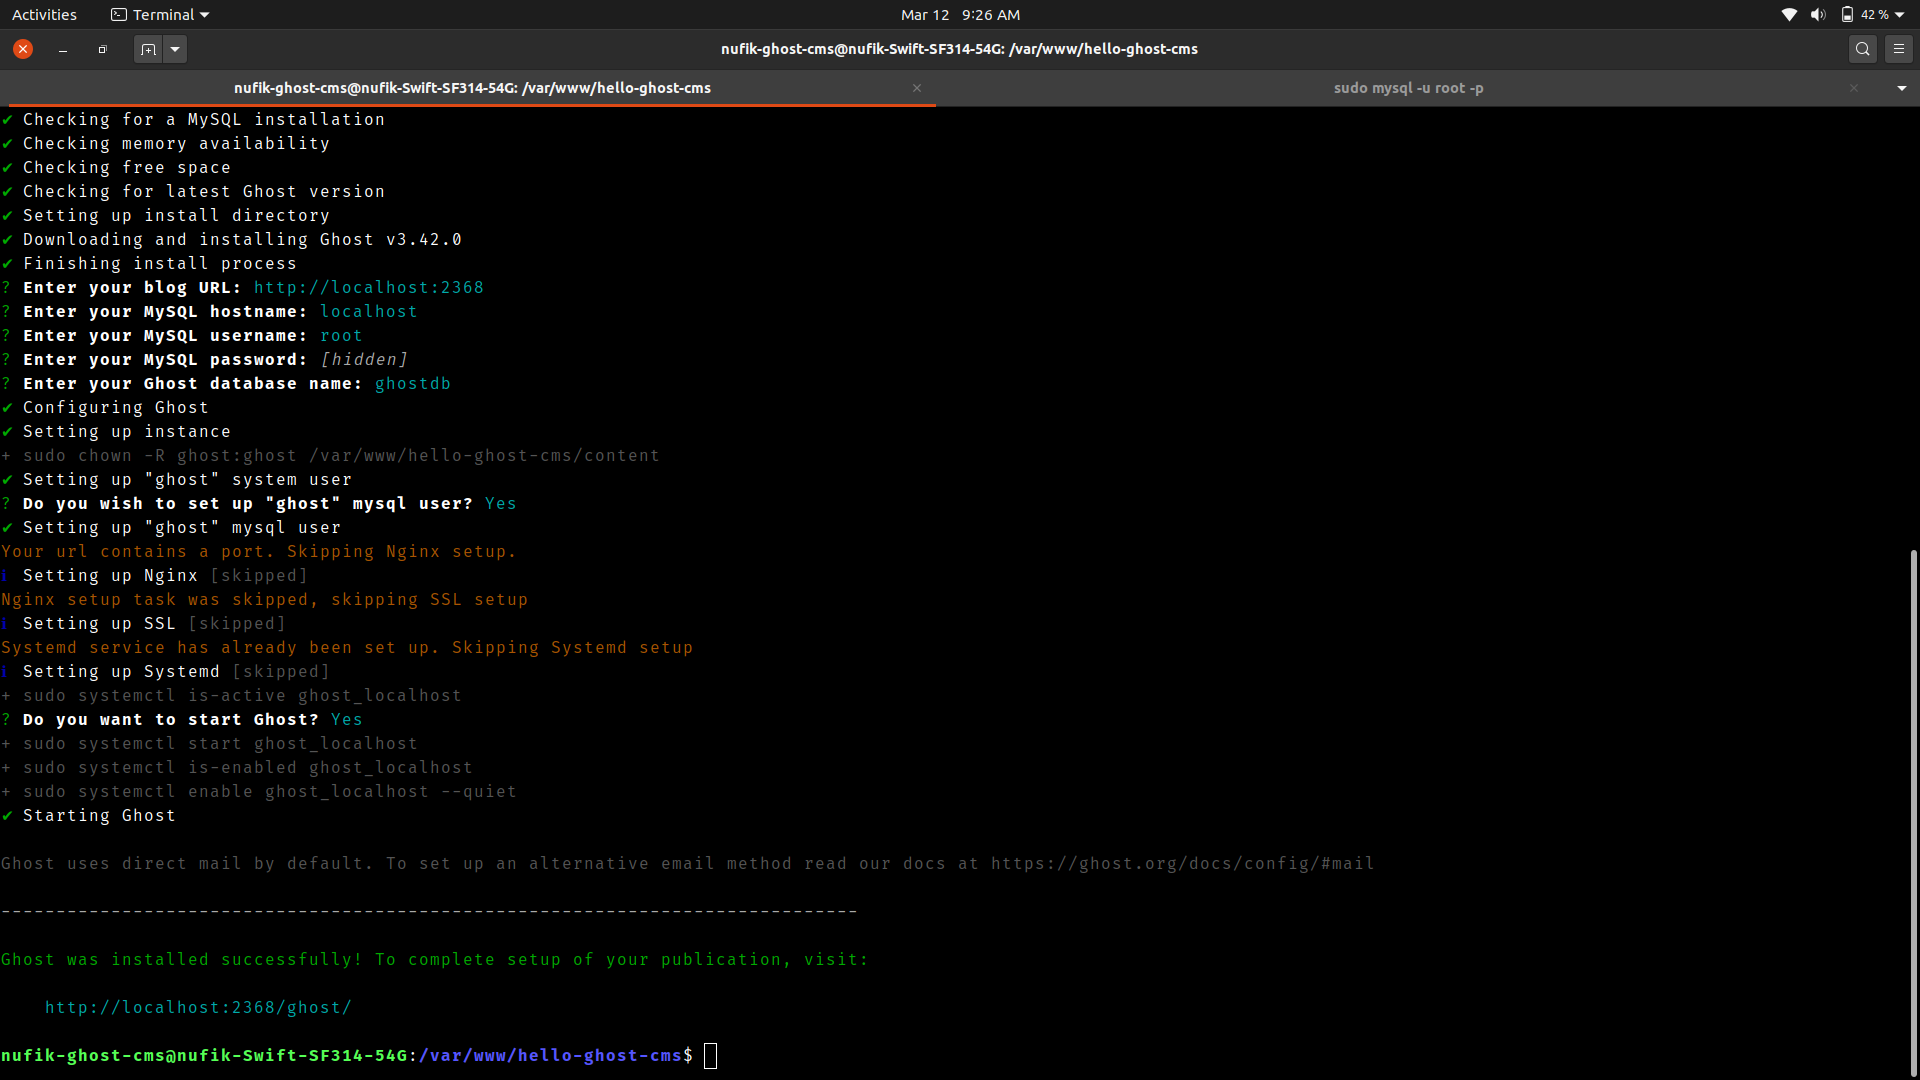 Activities Terminal Mar 12 9:26 AM 42 %
nufik-ghost-cms@nufik-Swift-SF314-54G: /var/www/hello-ghost-cms
nufik-ghost-cms@nufik-Swift-SF314-54G: /var/www/hello-ghost-cms × sudo mysql -u root -p ×
✔ Checking for a MySQL installation
✔ Checking memory availability
✔ Checking free space
✔ Checking for latest Ghost version
✔ Setting up install directory
✔ Downloading and installing Ghost v3.42.0
✔ Finishing install process
? Enter your blog URL: http://localhost:2368
? Enter your MySQL hostname: localhost
? Enter your MySQL username: root
? Enter your MySQL password: [hidden]
? Enter your Ghost database name: ghostdb
✔ Configuring Ghost
✔ Setting up instance
+ sudo chown -R ghost:ghost /var/www/hello-ghost-cms/content
✔ Setting up "ghost" system user
? Do you wish to set up "ghost" mysql user? Yes
✔ Setting up "ghost" mysql user
Your url contains a port. Skipping Nginx setup.
ℹ Setting up Nginx [skipped]
Nginx setup task was skipped, skipping SSL setup
ℹ Setting up SSL [skipped]
Systemd service has already been set up. Skipping Systemd setup
ℹ Setting up Systemd [skipped]
+ sudo systemctl is-active ghost_localhost
? Do you want to start Ghost? Yes
+ sudo systemctl start ghost_localhost
+ sudo systemctl is-enabled ghost_localhost
+ sudo systemctl enable ghost_localhost --quiet
✔ Starting Ghost
Ghost uses direct mail by default. To set up an alternative email method read our docs at https://ghost.org/docs/config/#mail
------------------------------------------------------------------------------
Ghost was installed successfully! To complete setup of your publication, visit:
http://localhost:2368/ghost/
nufik-ghost-cms@nufik-Swift-SF314-54G:/var/www/hello-ghost-cms$